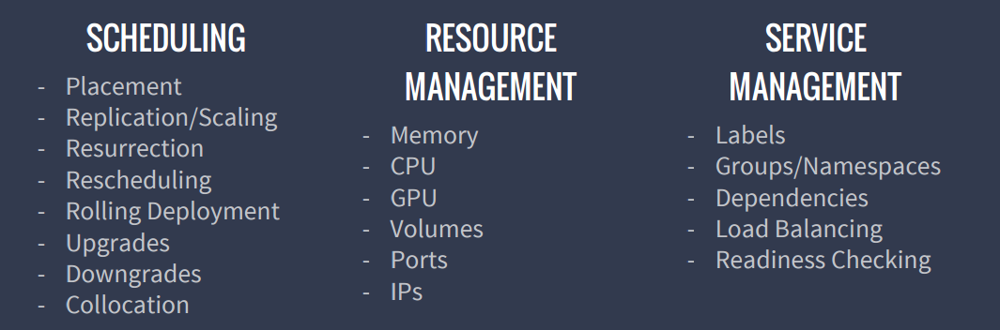 SCHEDULING
- Placement
- Replication/Scaling
- Resurrection
- Rescheduling
- Rolling Deployment
- Upgrades
- Downgrades
- Collocation
RESOURCE
MANAGEMENT
- Memory
- CPU
- GPU
- Volumes
- Ports
- IPs
SERVICE
MANAGEMENT
- Labels
- Groups/Namespaces
- Dependencies
- Load Balancing
- Readiness Checking